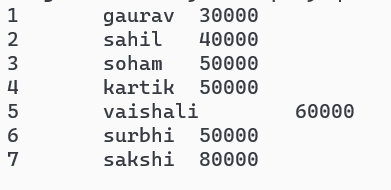 1 gaurav 30000
2 sahil 40000
3 soham 50000
4 kartik 50000
5 vaishali 60000
6 surbhi 50000
7 sakshi 80000